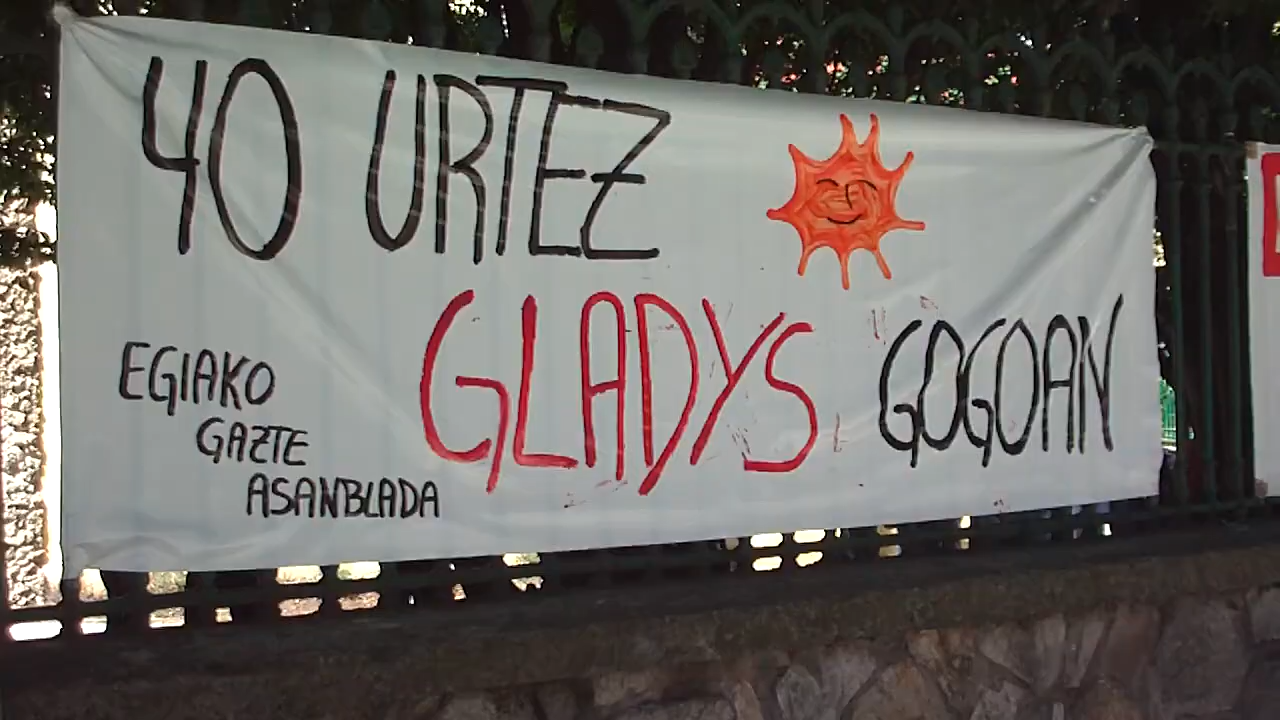 40 URTEZ
GLADYS GOGOAN
EGIAKO
GAZTE
ASANBLADA